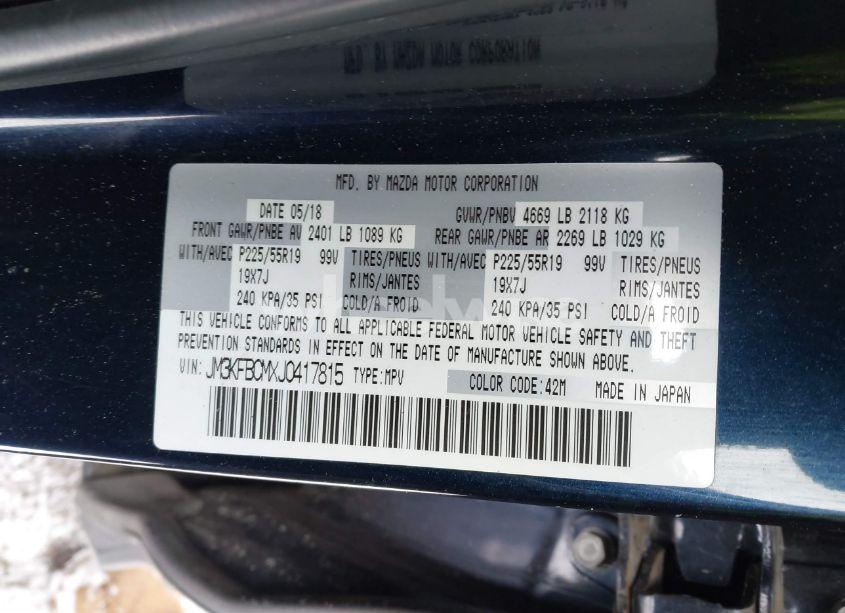 MFD. BY MAZDA MOTOR CORPORATION
DATE 05/18 GVWR/PNBV 4669 LB 2118 KG
FRONT GAWR/PNBE AV 2401 LB 1089 KG REAR GAWR/PNBE AR 2269 LB 1029 KG
WITH/AVEC P225/55R19 99V TIRES/PNEUS WITH/AVEC P225/55R19 99V TIRES/PNEUS
19X7J RIMS/JANTES 19X7J RIMS/JANTES
240 KPA/35 PSI COLD/A FROID 240 KPA/35 PSI COLD/A FROID
THIS VEHICLE CONFORMS TO ALL APPLICABLE FEDERAL MOTOR VEHICLE SAFETY AND THEFT
PREVENTION STANDARDS IN EFFECT ON THE DATE OF MANUFACTURE SHOWN ABOVE.
VIN: JM3KFBCMXJ0417815 TYPE:MPV COLOR CODE:42M MADE IN JAPAN